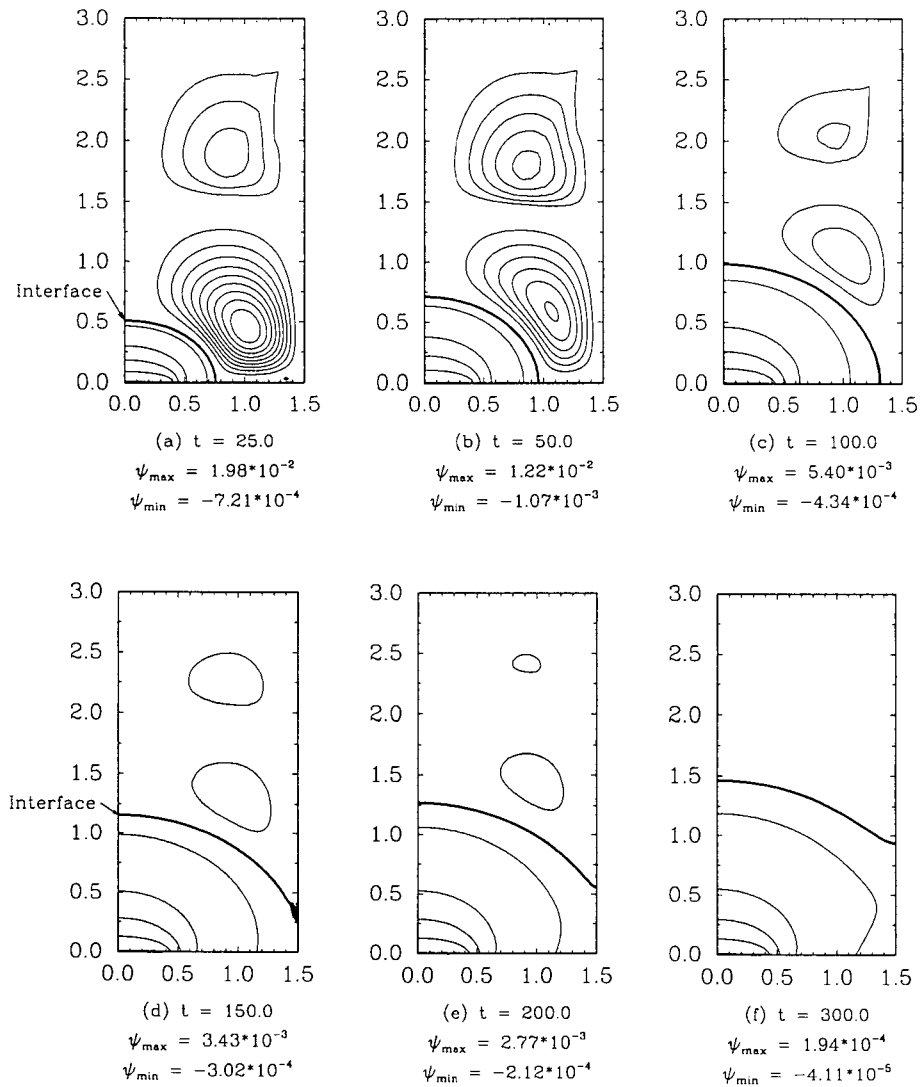 3.0 3.0 3.0
2.5 2.5 2.5
2.0 2.0 2.0
1.5 1.5 1.5
1.0 1.0 1.0
Interface
0.5 0.5 0.5
0.0 0.0 0.0
0.0 0.5 1.0 1.5 0.0 0.5 1.0 1.5 0.0 0.5 1.0 1.5
(a) t = 25.0 (b) t = 50.0 (c) t = 100.0
ψmax = 1.98*10⁻² ψmax = 1.22*10⁻² ψmax = 5.40*10⁻³
ψmin = −7.21*10⁻⁴ ψmin = −1.07*10⁻³ ψmin = −4.34*10⁻⁴
3.0 3.0 3.0
2.5 2.5 2.5
2.0 2.0 2.0
1.5 1.5 1.5
Interface
1.0 1.0 1.0
0.5 0.5 0.5
0.0 0.0 0.0
0.0 0.5 1.0 1.5 0.0 0.5 1.0 1.5 0.0 0.5 1.0 1.5
(d) t = 150.0 (e) t = 200.0 (f) t = 300.0
ψmax = 3.43*10⁻³ ψmax = 2.77*10⁻³ ψmax = 1.94*10⁻⁴
ψmin = −3.02*10⁻⁴ ψmin = −2.12*10⁻⁴ ψmin = −4.11*10⁻⁵